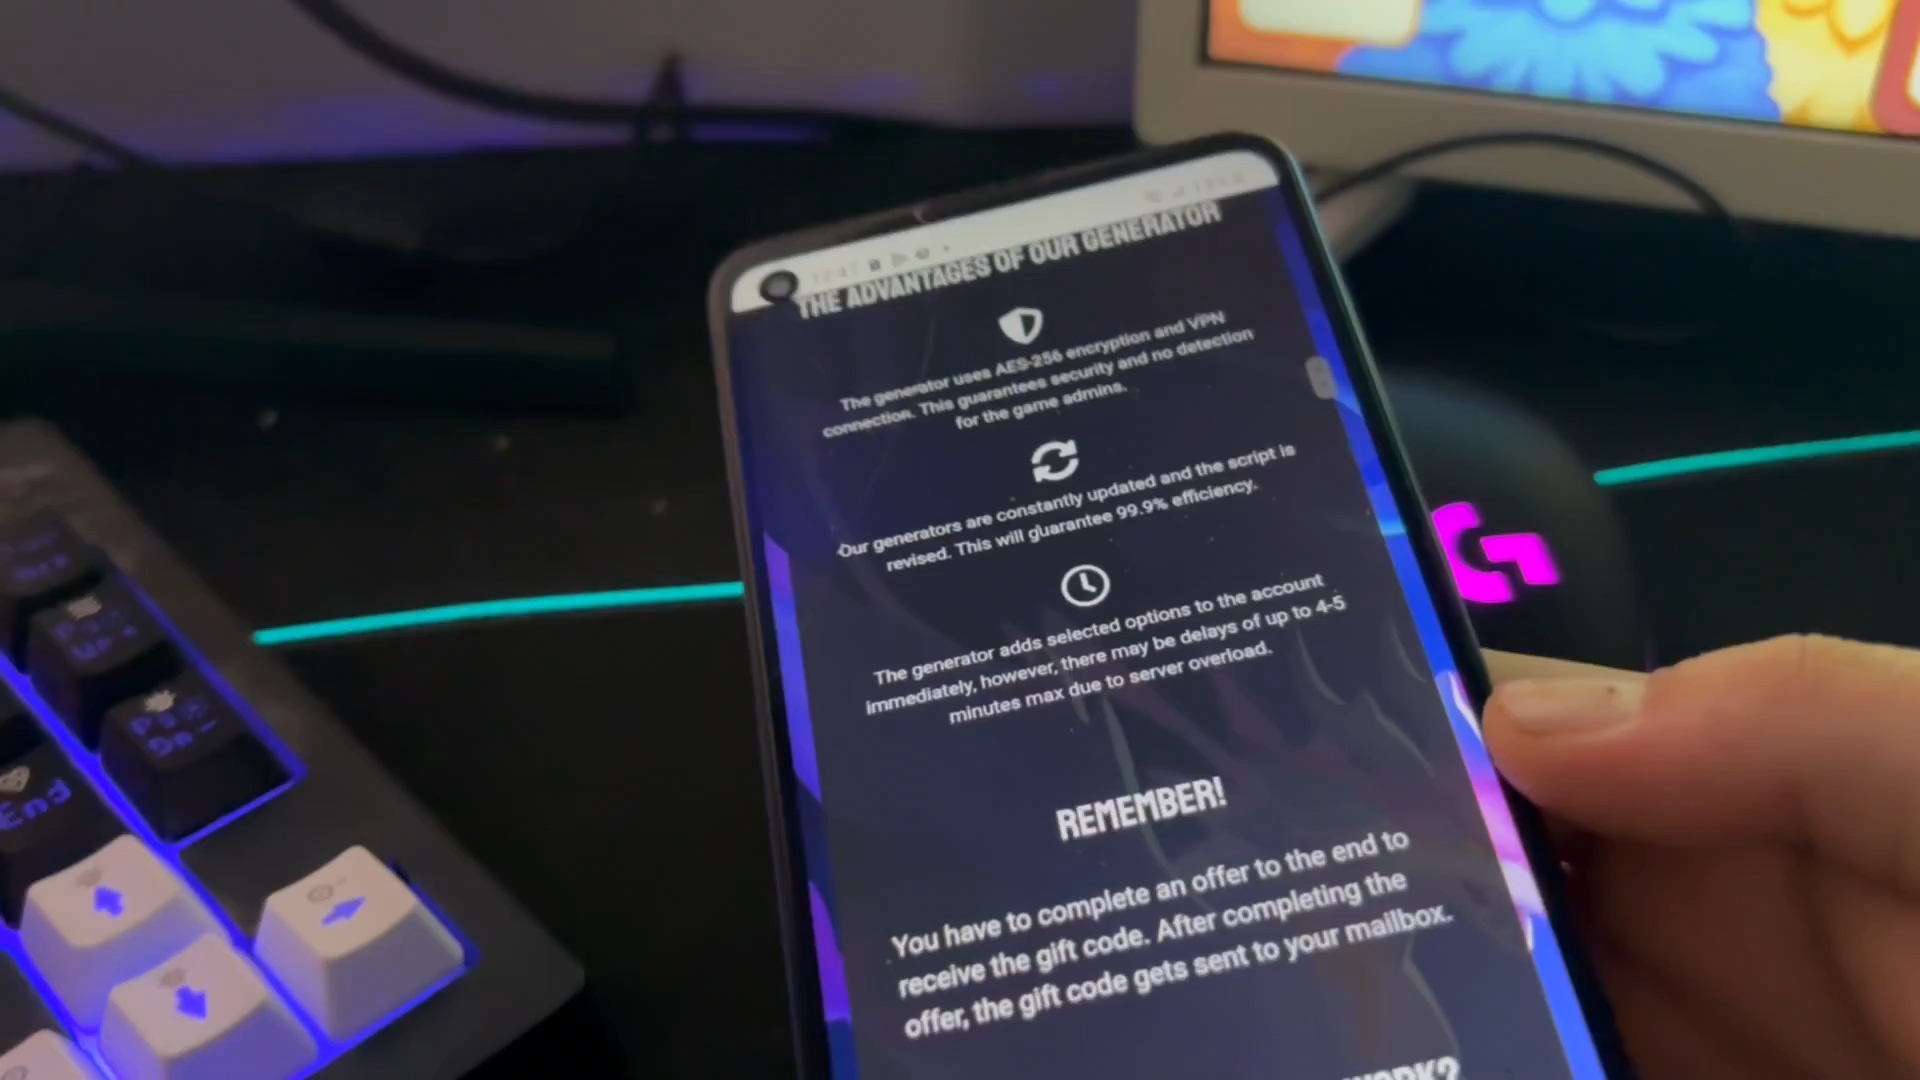 THE ADVANTAGES OF OUR GENERATOR
The generator uses AES-256 encryption and VPN
connection. This guarantees security and no detection
for the game admins.
Our generators are constantly updated and the script is
revised. This will guarantee 99.9% efficiency.
The generator adds selected options to the account
immediately, however, there may be delays of up to 4-5
minutes max due to server overload.
REMEMBER!
You have to complete an offer to the end to
receive the gift code. After completing the
offer, the gift code gets sent to your mailbox.
End